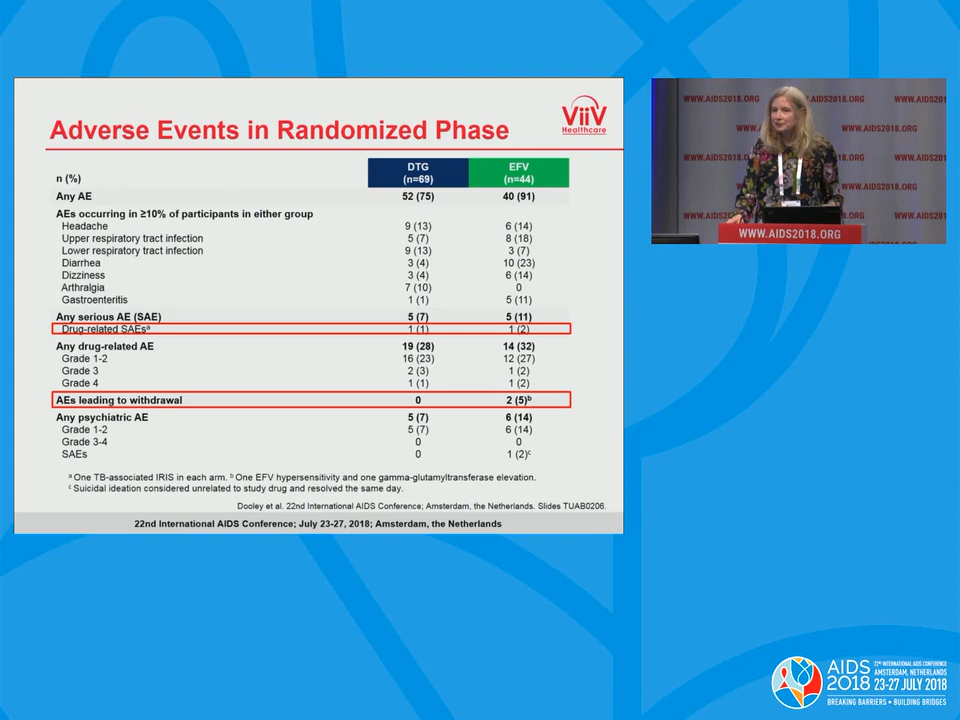 Adverse Events in Randomized Phase
ViiV
Healthcare
n (%) DTG (n=69) EFV (n=44)
Any AE 52 (75) 40 (91)
AEs occurring in ≥10% of participants in either group
Headache 9 (13) 6 (14)
Upper respiratory tract infection 5 (7) 8 (18)
Lower respiratory tract infection 9 (13) 3 (7)
Diarrhea 3 (4) 10 (23)
Dizziness 3 (4) 6 (14)
Arthralgia 7 (10) 0
Gastroenteritis 1 (1) 5 (11)
Any serious AE (SAE) 5 (7) 5 (11)
Drug-related SAEsᵃ 1 (1) 1 (2)
Any drug-related AE 19 (28) 14 (32)
Grade 1-2 16 (23) 12 (27)
Grade 3 2 (3) 1 (2)
Grade 4 1 (1) 1 (2)
AEs leading to withdrawal 0 2 (5)ᵇ
Any psychiatric AE 5 (7) 6 (14)
Grade 1-2 5 (7) 6 (14)
Grade 3-4 0 0
SAEs 0 1 (2)ᶜ
ᵃ One TB-associated IRIS in each arm. ᵇ One EFV hypersensitivity and one gamma-glutamyltransferase elevation.
ᶜ Suicidal ideation considered unrelated to study drug and resolved the same day.
Dooley et al. 22nd International AIDS Conference; Amsterdam, the Netherlands. Slides TUAB0206.
22nd International AIDS Conference; July 23-27, 2018; Amsterdam, the Netherlands
WWW.AIDS2018.ORG
WWW.AIDS2018.ORG
AIDS 2018
22ND INTERNATIONAL AIDS CONFERENCE
AMSTERDAM, NETHERLANDS
23-27 JULY 2018
BREAKING BARRIERS • BUILDING BRIDGES